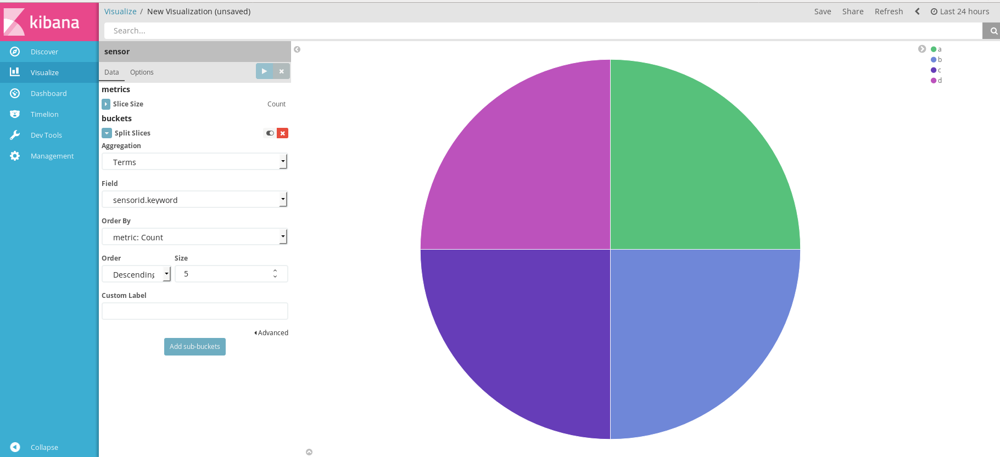 kibana
Discover
Visualize
Dashboard
Timelion
Dev Tools
Management
Collapse
Visualize / New Visualization (unsaved)
Save Share Refresh Last 24 hours
Search...
sensor
Data Options
metrics
Slice Size Count
buckets
Split Slices
Aggregation
Terms
Field
sensorid.keyword
Order By
metric: Count
Order Size
Descending 5
Custom Label
Advanced
Add sub-buckets
a
b
c
d